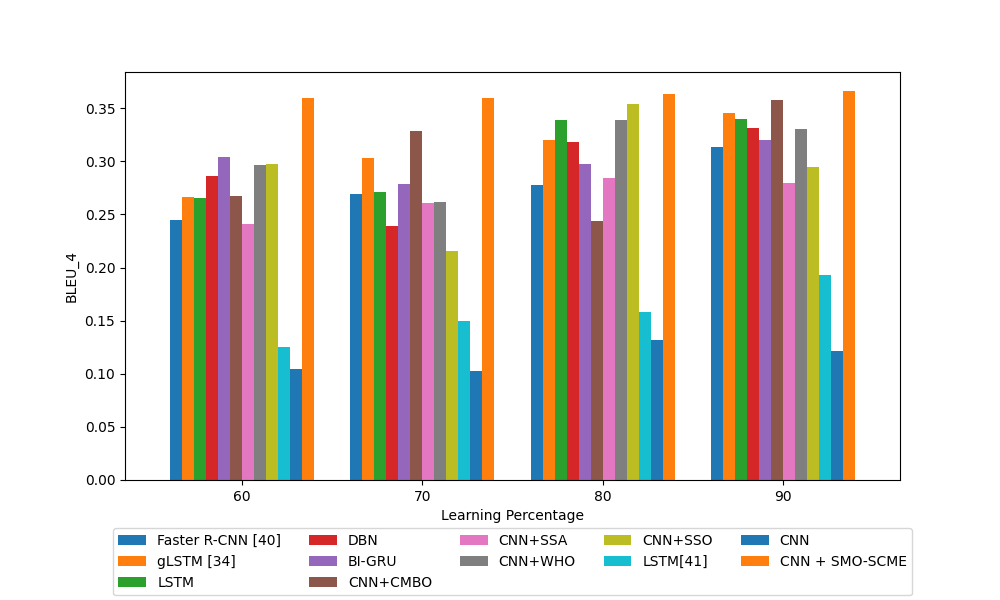 0.35
0.30
0.25
0.20
0.15
0.10
0.05
0.00
BLEU_4
60 70 80 90
Learning Percentage
Faster R-CNN [40] DBN CNN+SSA CNN+SSO CNN
gLSTM [34] BI-GRU CNN+WHO LSTM[41] CNN + SMO-SCME
LSTM CNN+CMBO